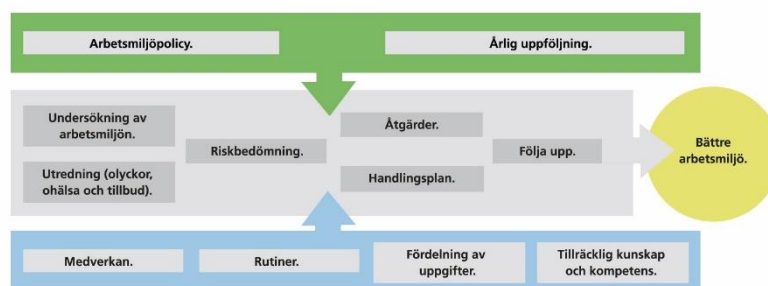 Arbetsmiljöpolicy.
Årlig uppföljning.
Undersökning av
arbetsmiljön.
Utredning (olyckor,
ohälsa och tillbud).
Riskbedömning.
Åtgärder.
Handlingsplan.
Följa upp.
Bättre
arbetsmiljö.
Medverkan.
Rutiner.
Fördelning av
uppgifter.
Tillräcklig kunskap
och kompetens.